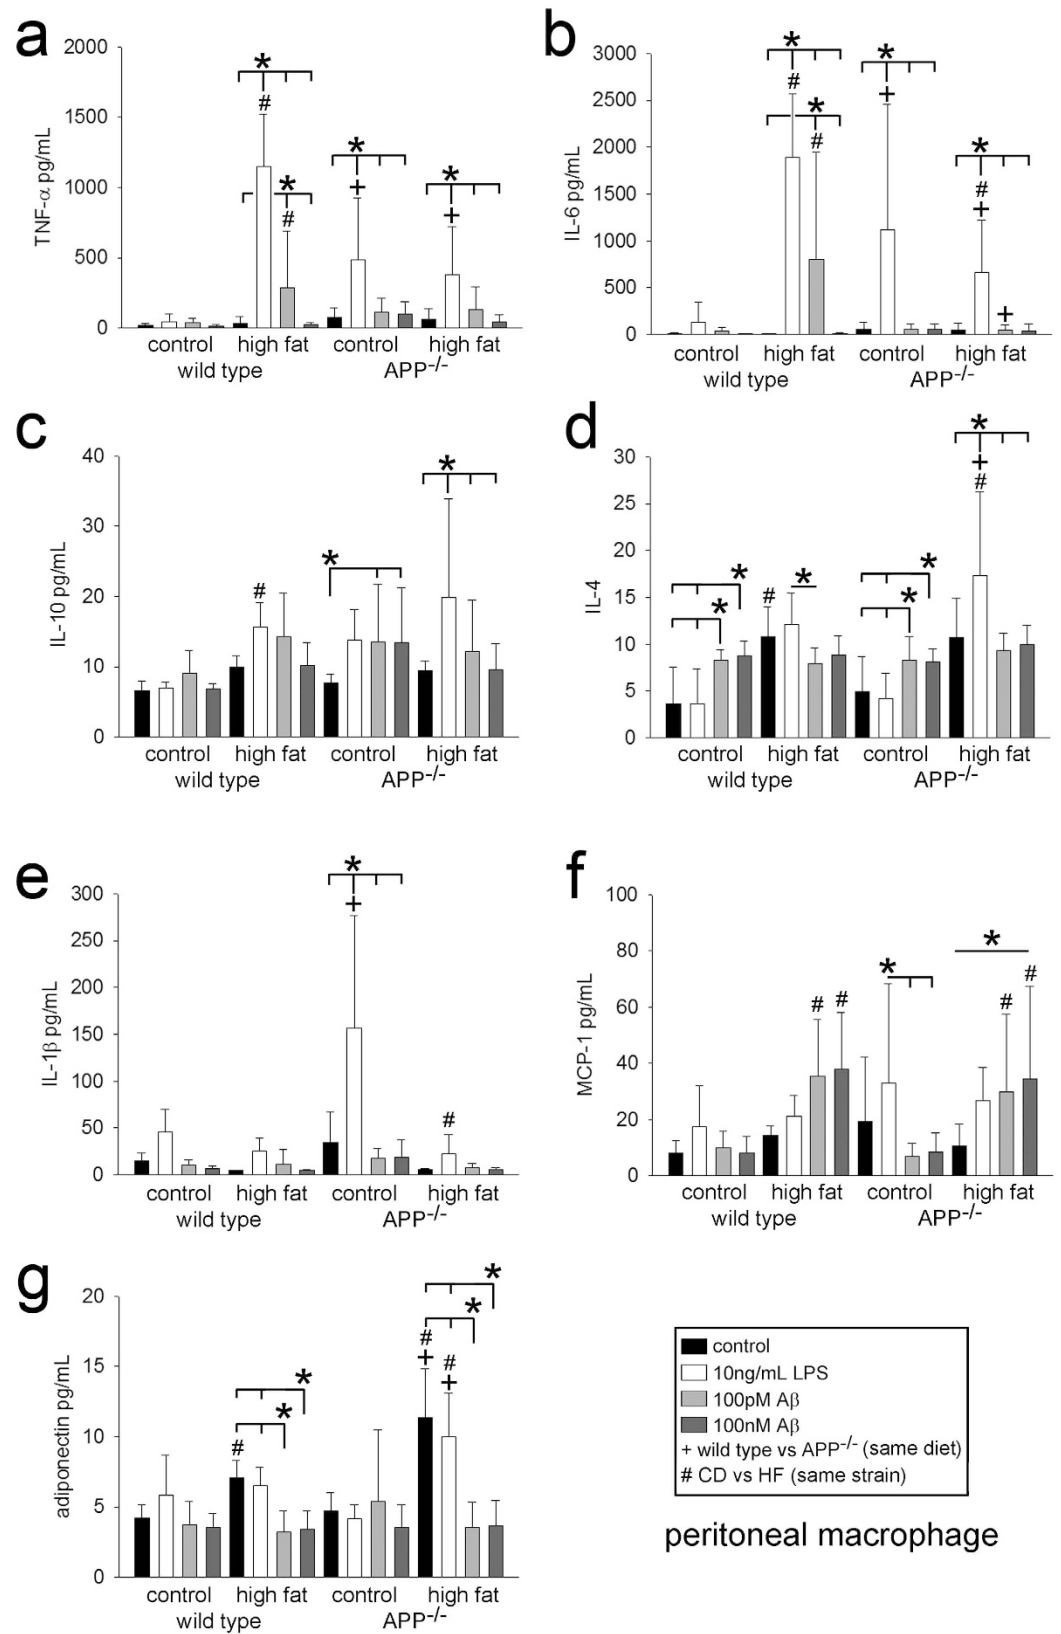 a
TNF-α pg/mL
2000
1500
1000
500
0
* # * # * + * +
control high fat control high fat
wild type APP-/-
b
IL-6 pg/mL
3000
2500
2000
1500
1000
500
0
* # * # * + * # + +
control high fat control high fat
wild type APP-/-
c
IL-10 pg/mL
40
30
20
10
0
# * *
control high fat control high fat
wild type APP-/-
d
IL-4
30
25
20
15
10
5
0
* * # * * * * + #
control high fat control high fat
wild type APP-/-
e
IL-1β pg/mL
300
250
200
150
100
50
0
* + #
control high fat control high fat
wild type APP-/-
f
MCP-1 pg/mL
100
80
60
40
20
0
# # * * # #
control high fat control high fat
wild type APP-/-
g
adiponectin pg/mL
20
15
10
5
0
# * * # + # + * *
control high fat control high fat
wild type APP-/-
control
10ng/mL LPS
100pM Aβ
100nM Aβ
+ wild type vs APP-/- (same diet)
# CD vs HF (same strain)
peritoneal macrophage